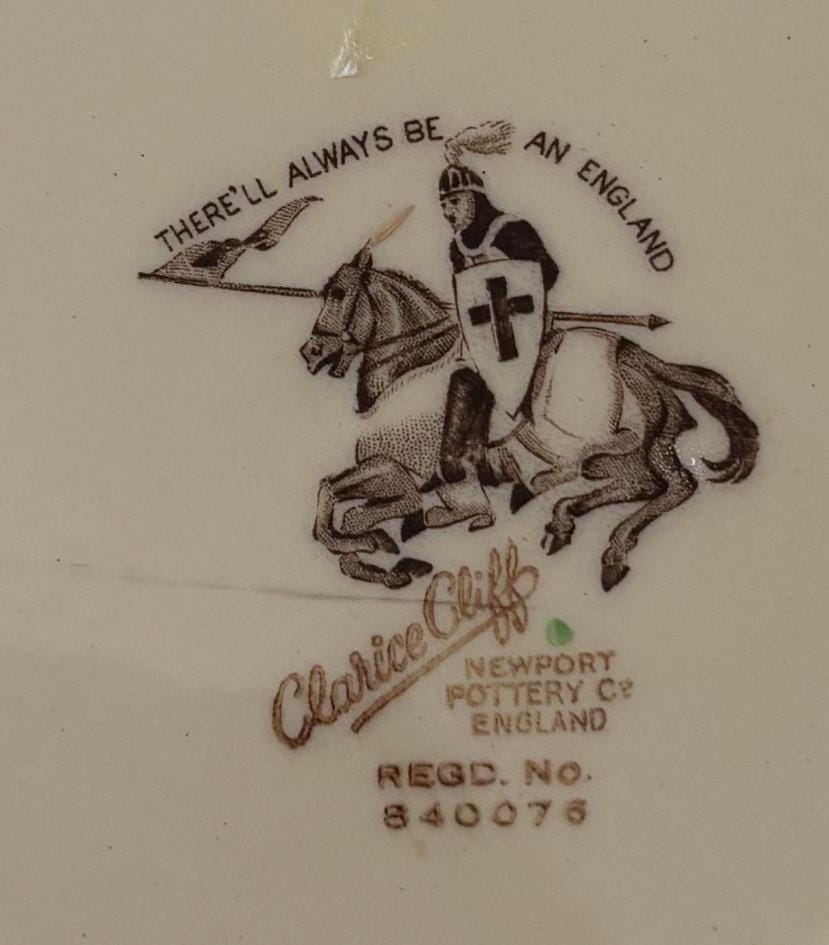 THERE'LL ALWAYS BE AN ENGLAND
Clarice Cliff
NEWPORT
POTTERY Co
ENGLAND
REGD. No.
840076